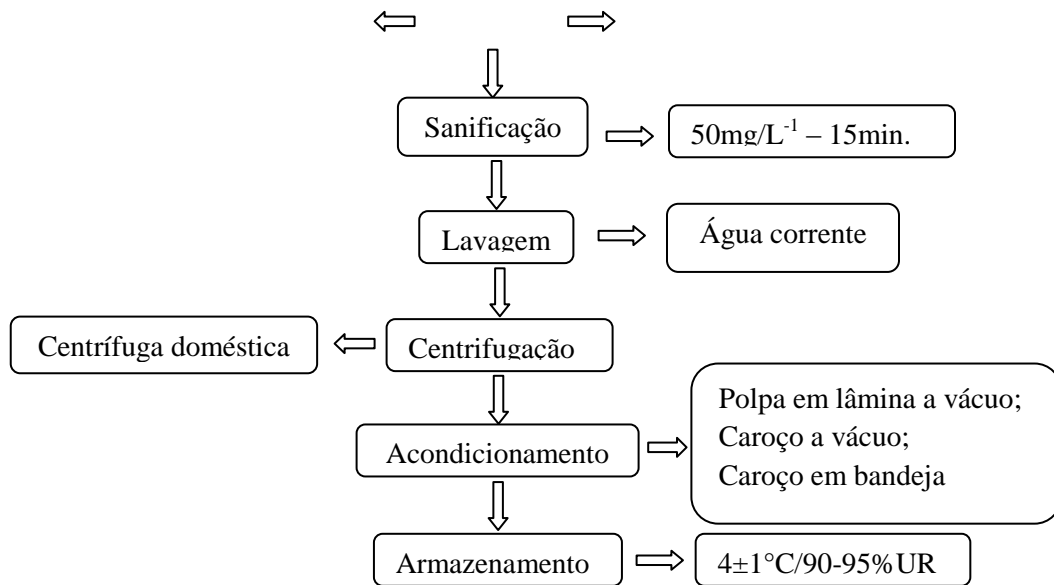 Sanificação
50mg/L⁻¹ – 15min.
Lavagem
Água corrente
Centrífuga doméstica
Centrifugação
Polpa em lâmina a vácuo;
Caroço a vácuo;
Caroço em bandeja
Acondicionamento
Armazenamento
4±1°C/90-95%UR